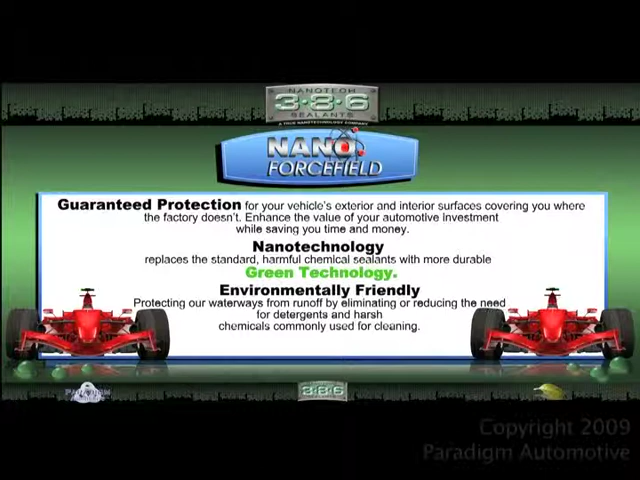 NANOTECH
3·8·6
SEALANTS
A TRUE NANOTECHNOLOGY COMPANY
NANO
FORCEFIELD
Guaranteed Protection for your vehicle's exterior and interior surfaces covering you where
the factory doesn't. Enhance the value of your automotive investment
while saving you time and money.
Nanotechnology
replaces the standard, harmful chemical sealants with more durable
Green Technology.
Environmentally Friendly
Protecting our waterways from runoff by eliminating or reducing the need
for detergents and harsh
chemicals commonly used for cleaning.
PARADIGM
3·8·6
Copyright 2009
Paradigm Automotive